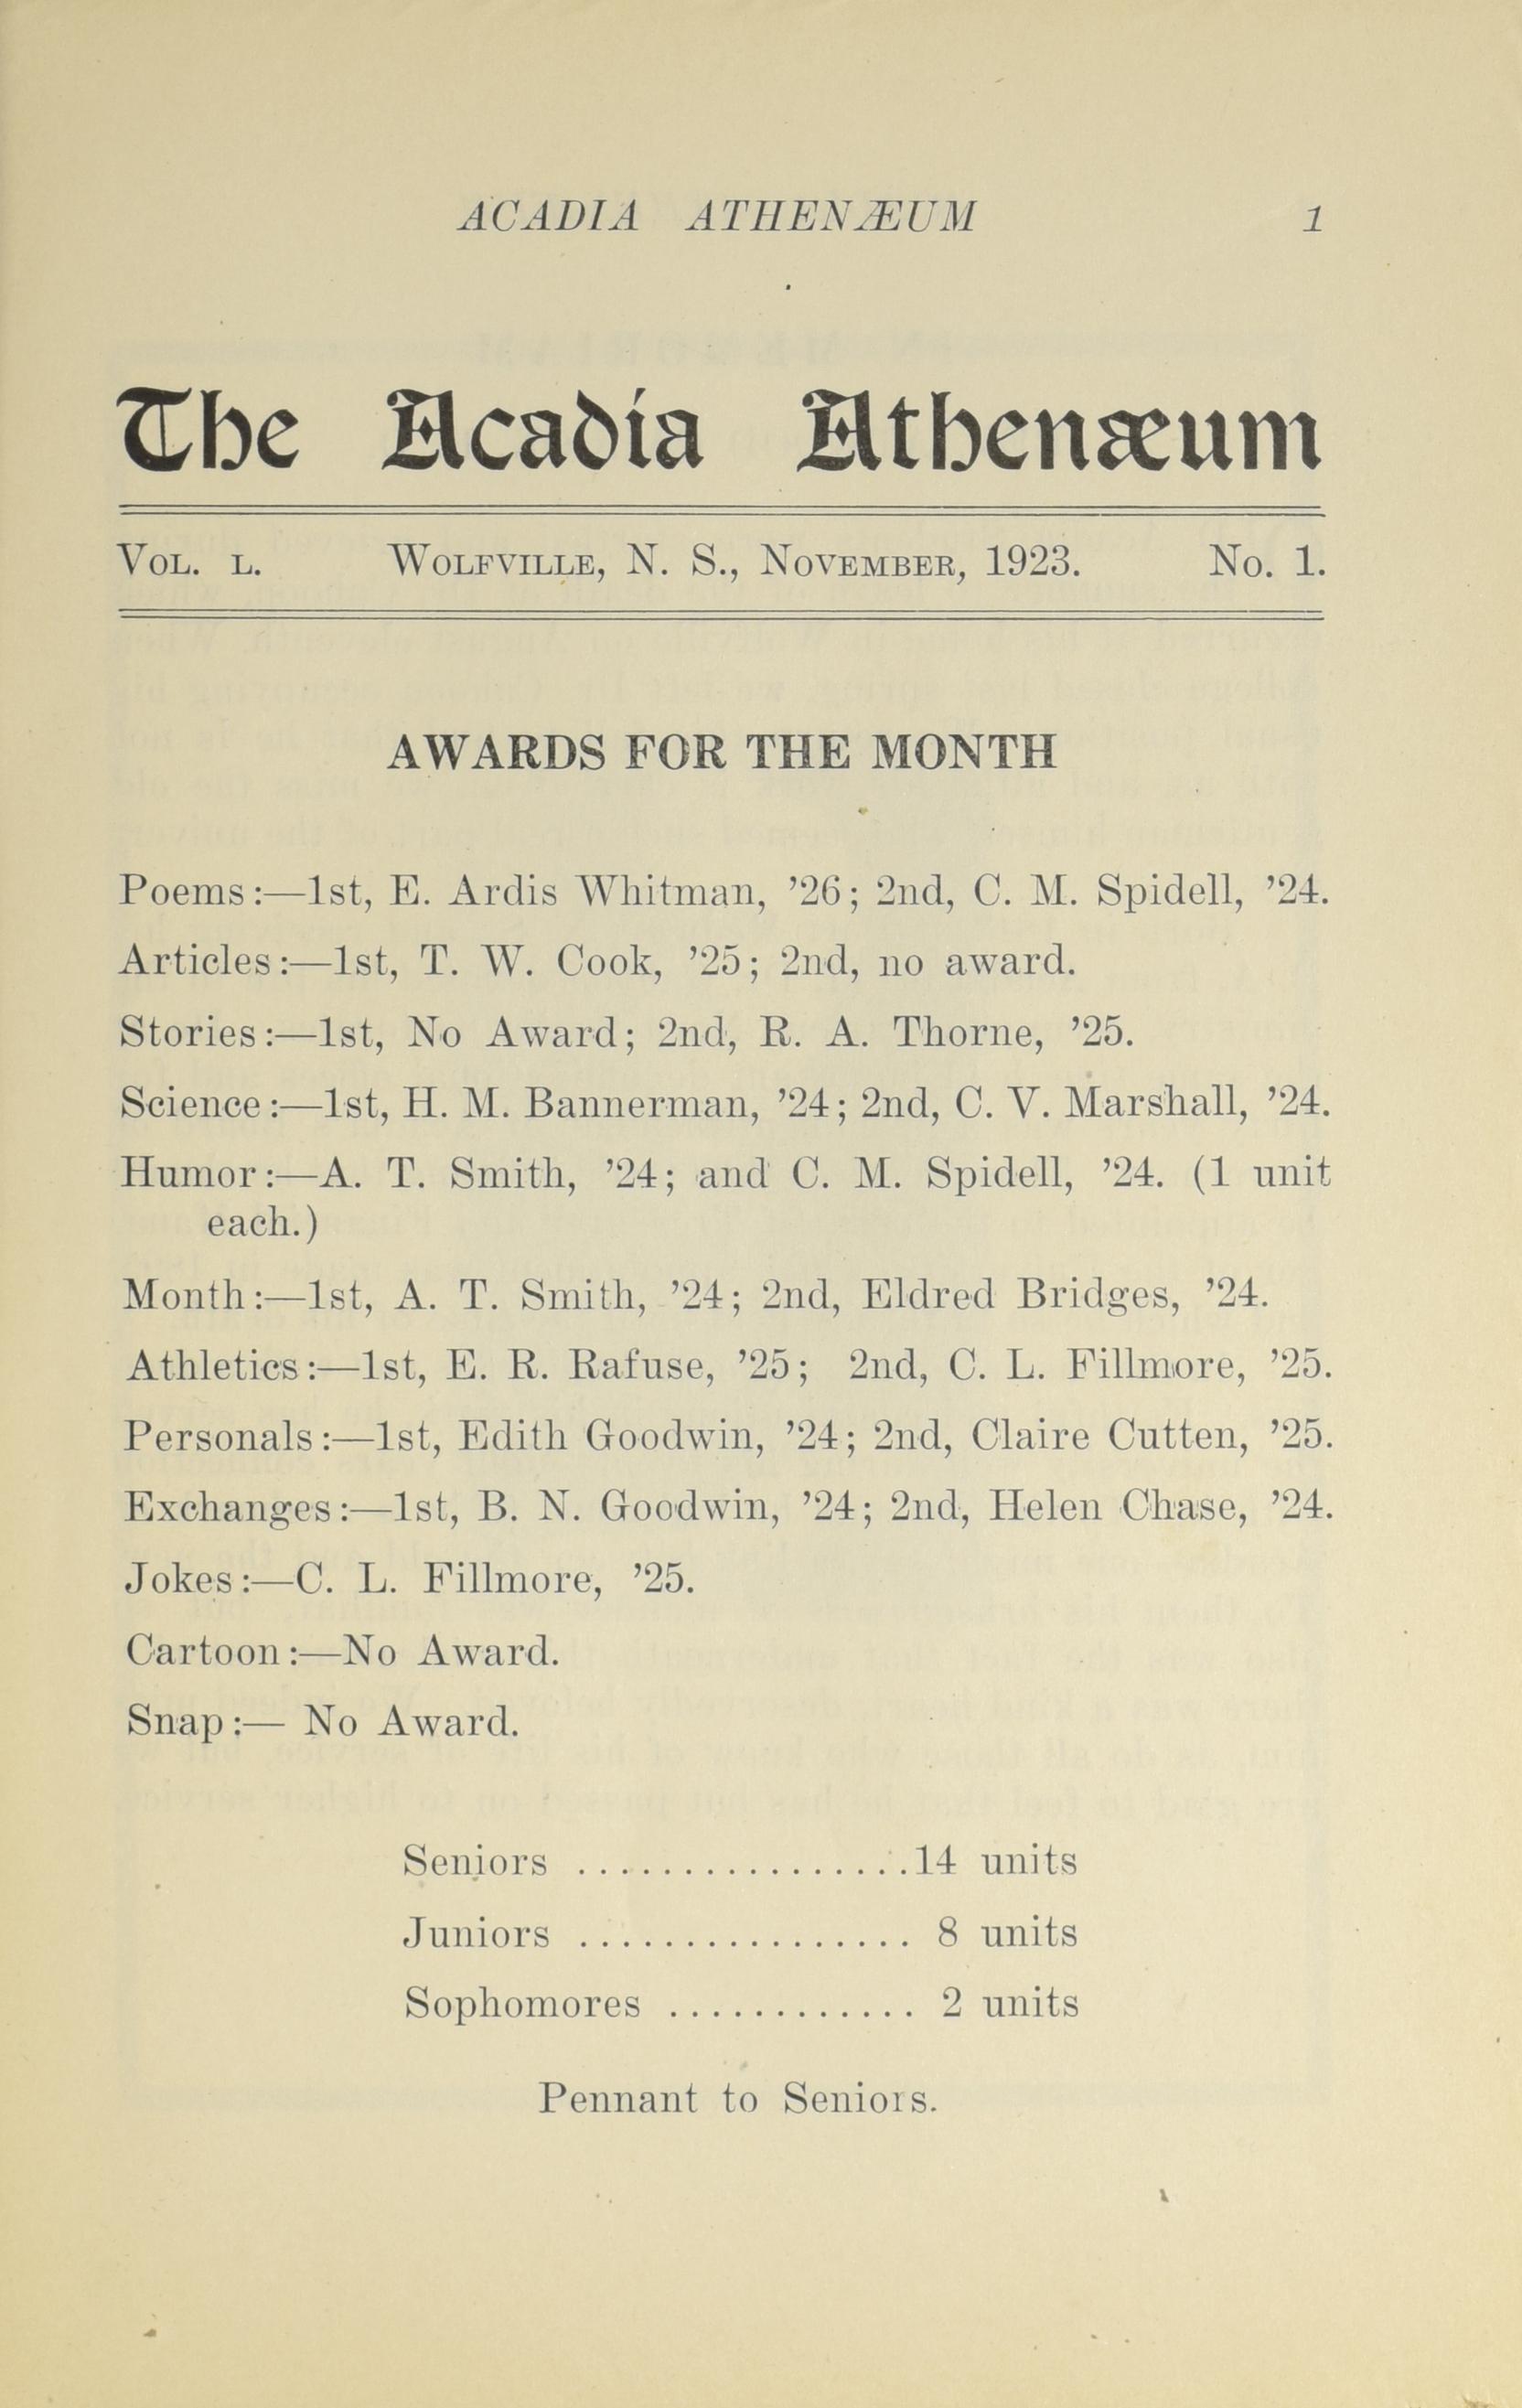 ACADIA ATHENÆUM 1
The Acadia Athenæum
VOL. L. WOLFVILLE, N. S., NOVEMBER, 1923. No. 1.
AWARDS FOR THE MONTH
Poems:—1st, E. Ardis Whitman, ’26; 2nd, C. M. Spidell, ’24.
Articles:—1st, T. W. Cook, ’25; 2nd, no award.
Stories:—1st, No Award; 2nd, R. A. Thorne, ’25.
Science:—1st, H. M. Bannerman, ’24; 2nd, C. V. Marshall, ’24.
Humor:—A. T. Smith, ’24; and C. M. Spidell, ’24. (1 unit
each.)
Month:—1st, A. T. Smith, ’24; 2nd, Eldred Bridges, ’24.
Athletics:—1st, E. R. Rafuse, ’25; 2nd, C. L. Fillmore, ’25.
Personals:—1st, Edith Goodwin, ’24; 2nd, Claire Cutten, ’25.
Exchanges:—1st, B. N. Goodwin, ’24; 2nd, Helen Chase, ’24.
Jokes:—C. L. Fillmore, ’25.
Cartoon:—No Award.
Snap:— No Award.
Seniors ................14 units
Juniors ................ 8 units
Sophomores ............ 2 units
Pennant to Seniors.